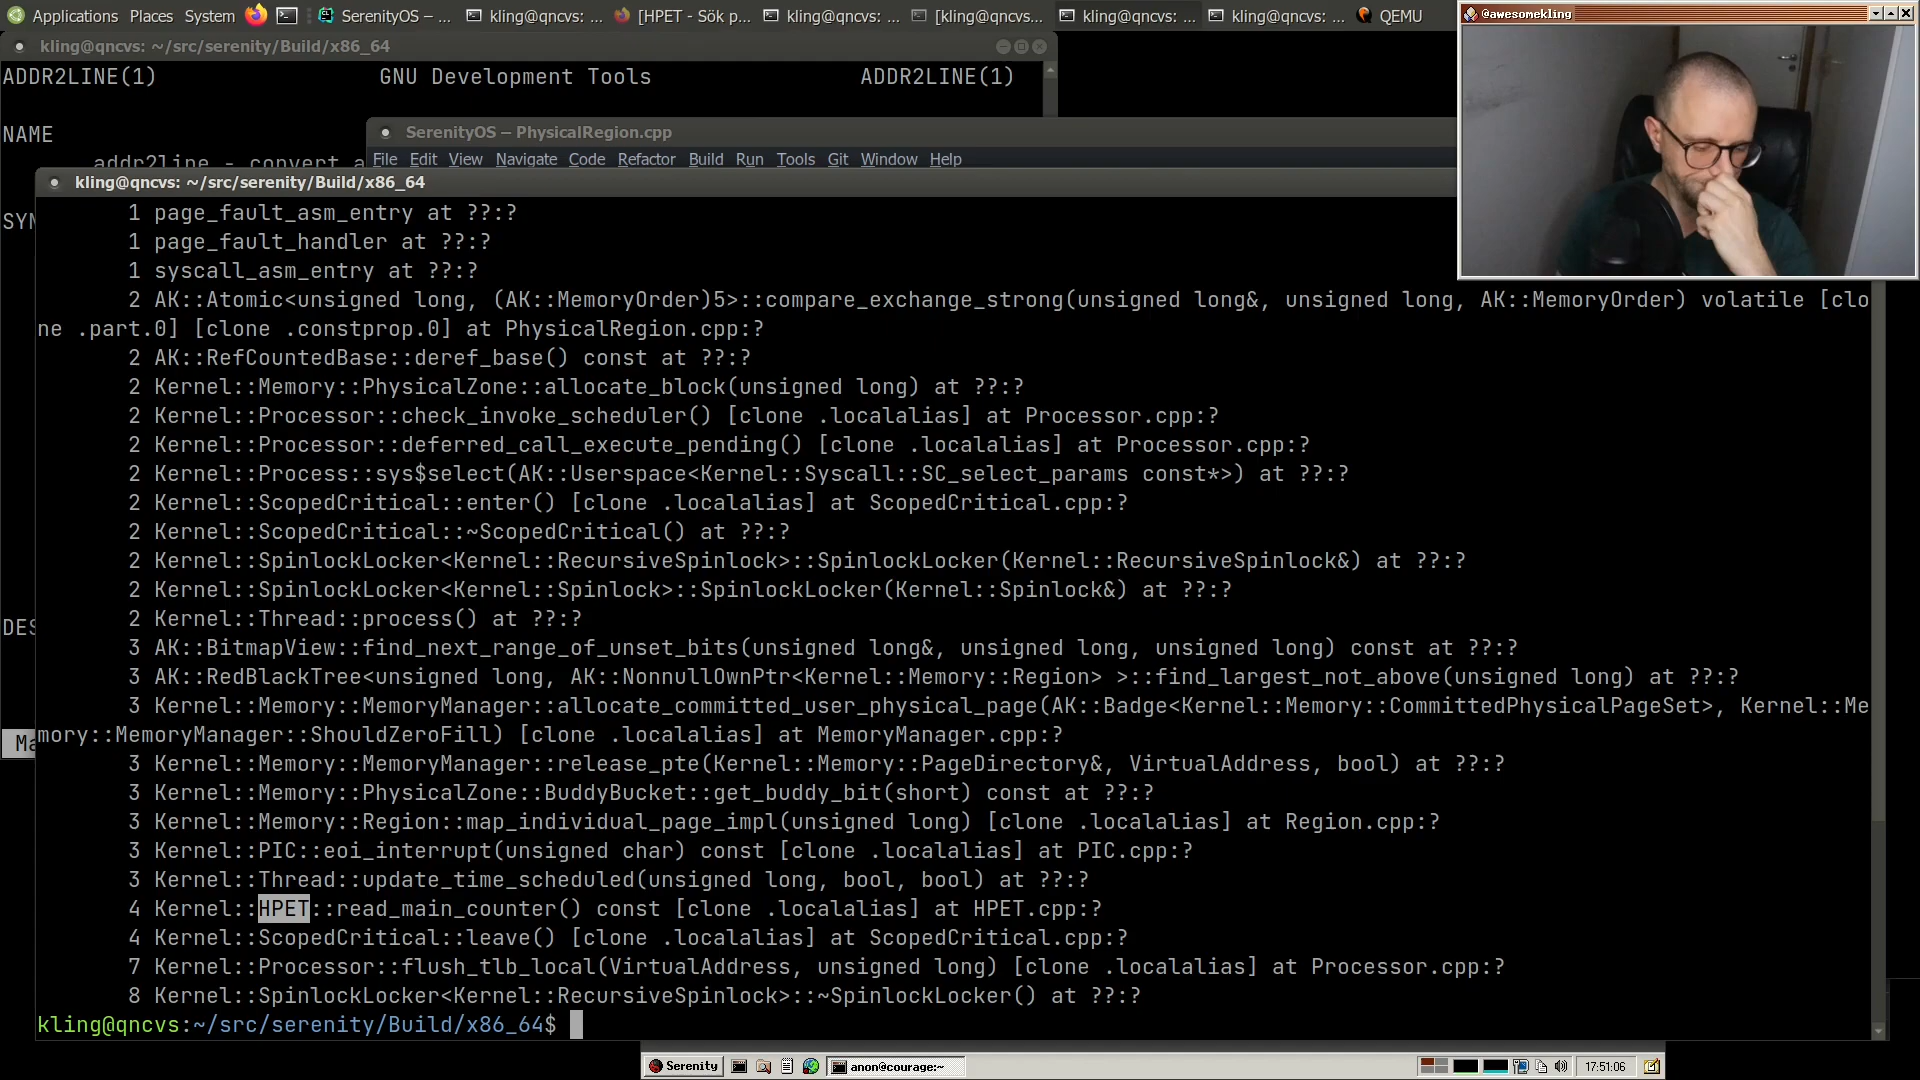 Applications Places System SerenityOS – ... kling@qncvs: ... [HPET - Sök p... kling@qncvs: ... [kling@qncvs... kling@qncvs: ... kling@qncvs: ... QEMU
@awesomekling
kling@qncvs: ~/src/serenity/Build/x86_64
ADDR2LINE(1) GNU Development Tools ADDR2LINE(1)
NAME
addr2line - convert a
SerenityOS – PhysicalRegion.cpp
File Edit View Navigate Code Refactor Build Run Tools Git Window Help
kling@qncvs: ~/src/serenity/Build/x86_64
SYN
DES
Ma
1 page_fault_asm_entry at ??:?
1 page_fault_handler at ??:?
1 syscall_asm_entry at ??:?
2 AK::Atomic<unsigned long, (AK::MemoryOrder)5>::compare_exchange_strong(unsigned long&, unsigned long, AK::MemoryOrder) volatile [clo
ne .part.0] [clone .constprop.0] at PhysicalRegion.cpp:?
2 AK::RefCountedBase::deref_base() const at ??:?
2 Kernel::Memory::PhysicalZone::allocate_block(unsigned long) at ??:?
2 Kernel::Processor::check_invoke_scheduler() [clone .localalias] at Processor.cpp:?
2 Kernel::Processor::deferred_call_execute_pending() [clone .localalias] at Processor.cpp:?
2 Kernel::Process::sys$select(AK::Userspace<Kernel::Syscall::SC_select_params const*>) at ??:?
2 Kernel::ScopedCritical::enter() [clone .localalias] at ScopedCritical.cpp:?
2 Kernel::ScopedCritical::~ScopedCritical() at ??:?
2 Kernel::SpinlockLocker<Kernel::RecursiveSpinlock>::SpinlockLocker(Kernel::RecursiveSpinlock&) at ??:?
2 Kernel::SpinlockLocker<Kernel::Spinlock>::SpinlockLocker(Kernel::Spinlock&) at ??:?
2 Kernel::Thread::process() at ??:?
3 AK::BitmapView::find_next_range_of_unset_bits(unsigned long&, unsigned long, unsigned long) const at ??:?
3 AK::RedBlackTree<unsigned long, AK::NonnullOwnPtr<Kernel::Memory::Region> >::find_largest_not_above(unsigned long) at ??:?
3 Kernel::Memory::MemoryManager::allocate_committed_user_physical_page(AK::Badge<Kernel::Memory::CommittedPhysicalPageSet>, Kernel::Me
mory::MemoryManager::ShouldZeroFill) [clone .localalias] at MemoryManager.cpp:?
3 Kernel::Memory::MemoryManager::release_pte(Kernel::Memory::PageDirectory&, VirtualAddress, bool) at ??:?
3 Kernel::Memory::PhysicalZone::BuddyBucket::get_buddy_bit(short) const at ??:?
3 Kernel::Memory::Region::map_individual_page_impl(unsigned long) [clone .localalias] at Region.cpp:?
3 Kernel::PIC::eoi_interrupt(unsigned char) const [clone .localalias] at PIC.cpp:?
3 Kernel::Thread::update_time_scheduled(unsigned long, bool, bool) at ??:?
4 Kernel::HPET::read_main_counter() const [clone .localalias] at HPET.cpp:?
4 Kernel::ScopedCritical::leave() [clone .localalias] at ScopedCritical.cpp:?
7 Kernel::Processor::flush_tlb_local(VirtualAddress, unsigned long) [clone .localalias] at Processor.cpp:?
8 Kernel::SpinlockLocker<Kernel::RecursiveSpinlock>::~SpinlockLocker() at ??:?
kling@qncvs:~/src/serenity/Build/x86_64$
Serenity anon@courage:~ 17:51:06